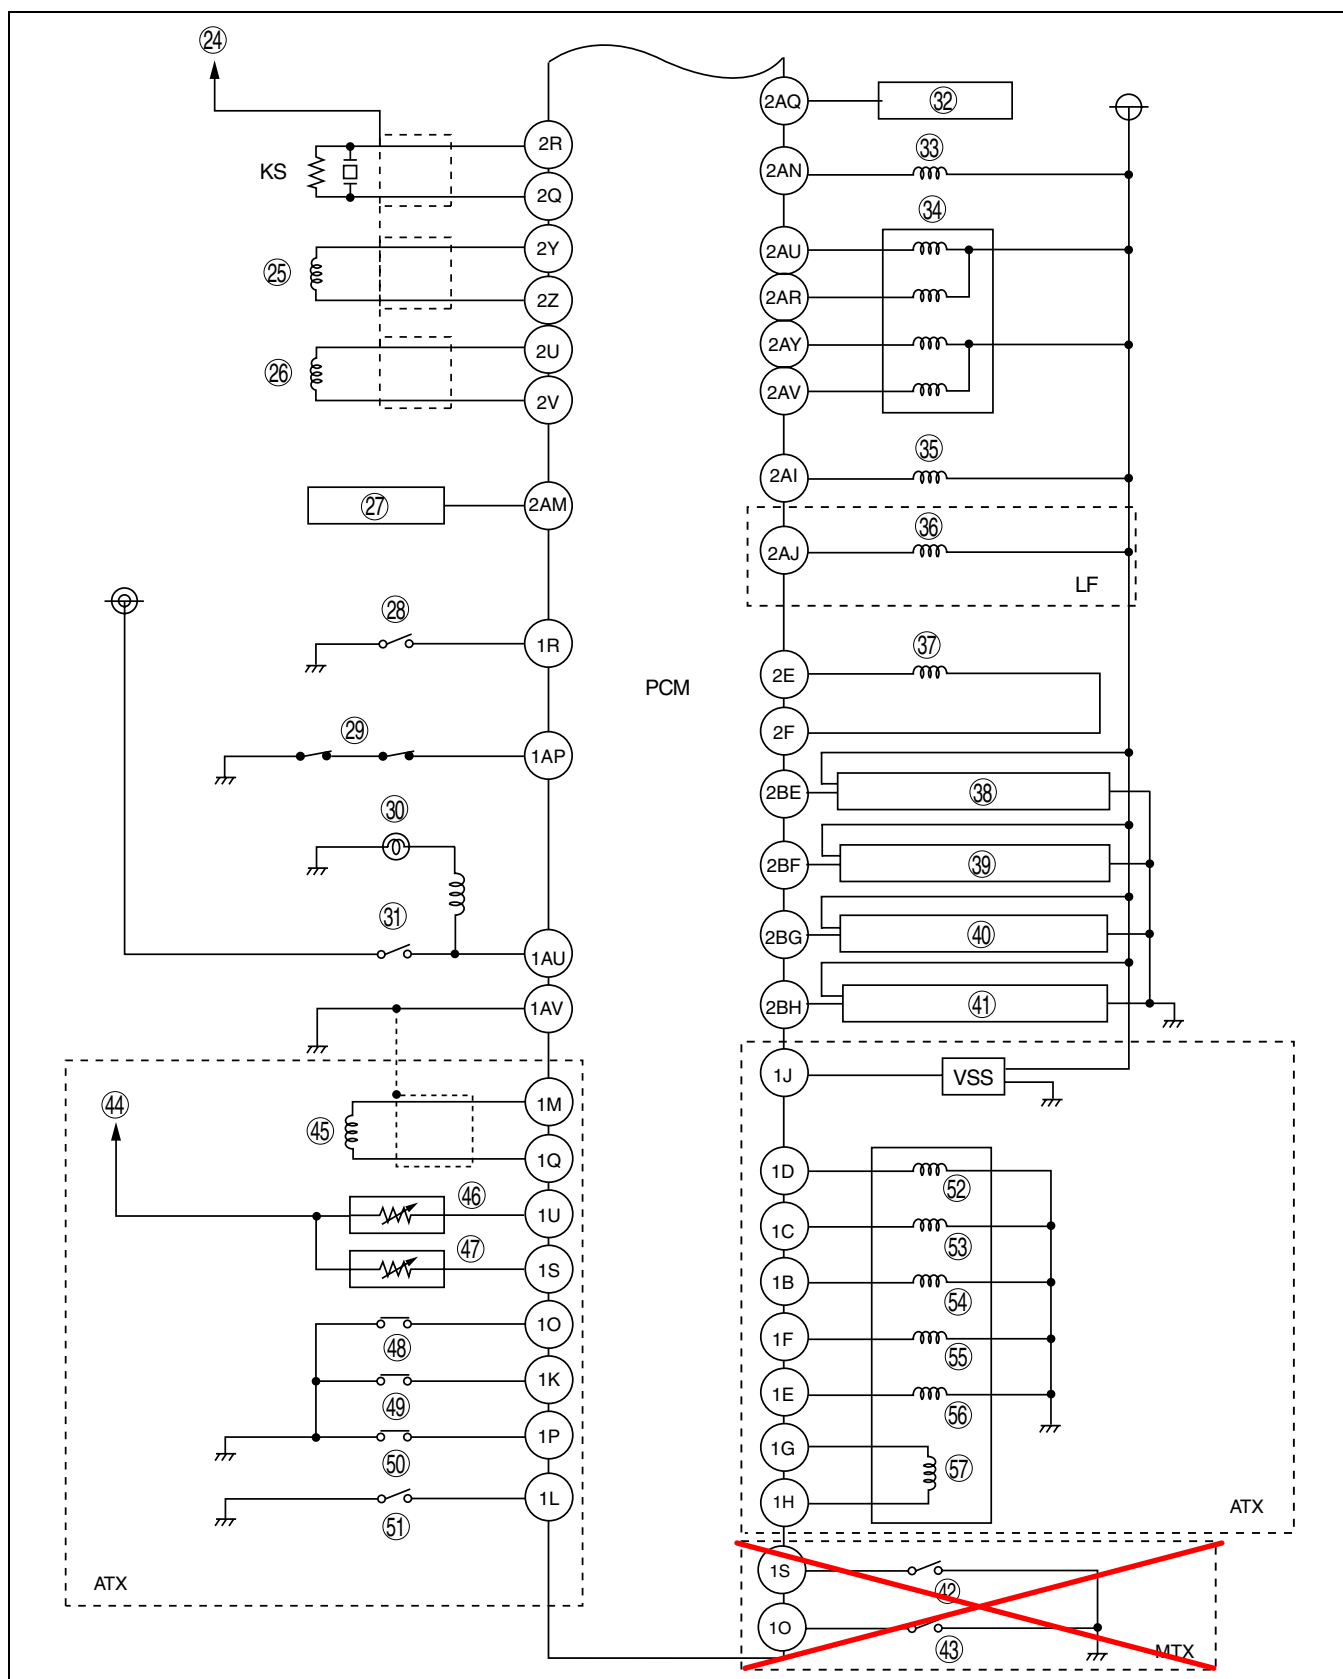 24
2R
KS
2Q
2Y
25
2Z
2U
26
2V
27
2AM
28
1R
29
1AP
30
31
1AU
1AV
44
1M
45
1Q
46
1U
47
1S
1O
48
1K
49
1P
50
1L
51
ATX
PCM
2AQ
32
33
2AN
34
2AU
2AR
2AY
2AV
35
2AI
36
2AJ
LF
37
2E
2F
2BE
38
2BF
39
2BG
40
2BH
41
1J
VSS
1D
52
1C
53
1B
54
1F
55
1E
56
1G
57
1H
ATX
1S
42
1O
43
MTX